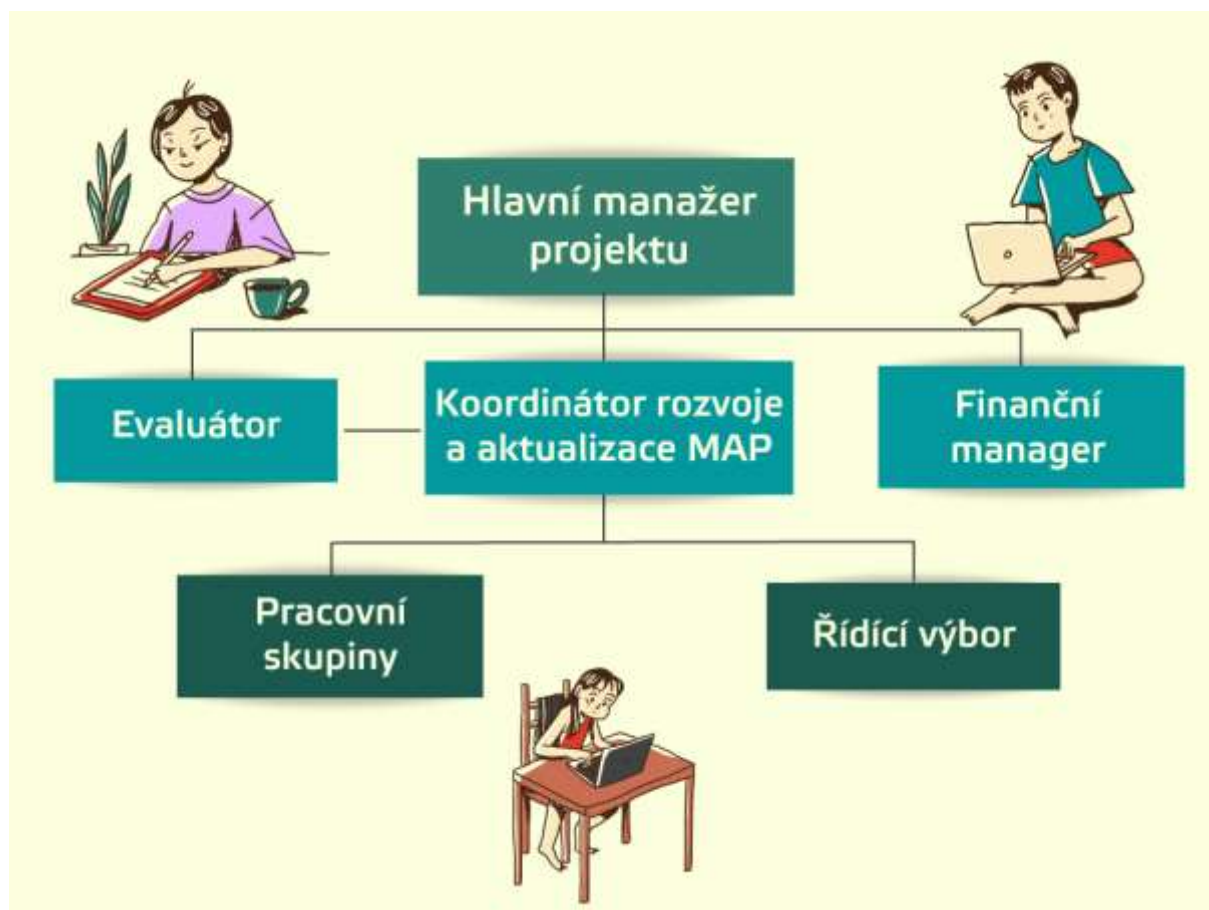 Hlavní manažer
projektu
Evaluátor
Koordinátor rozvoje
a aktualizace MAP
Finanční
manager
Pracovní
skupiny
Řídící výbor